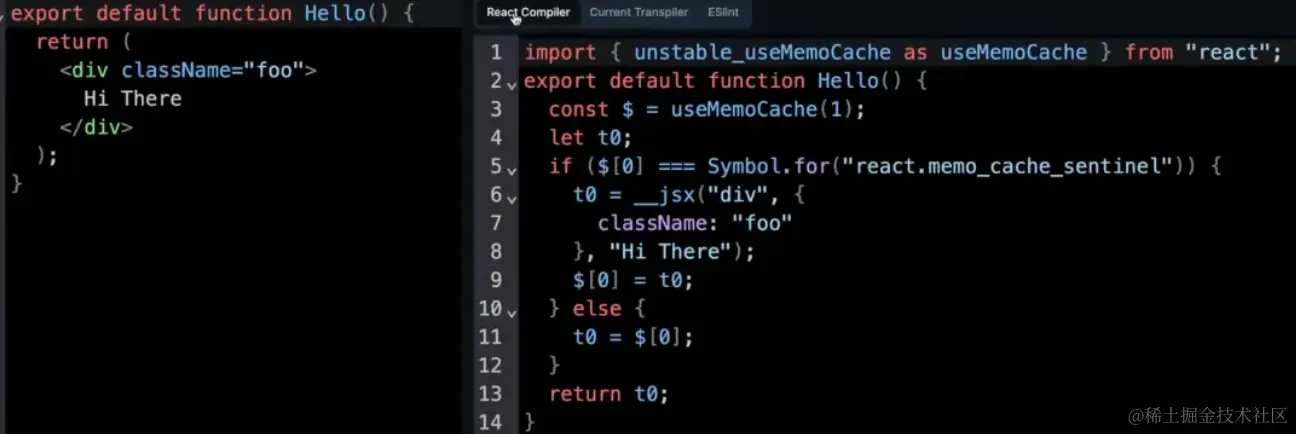 export default function Hello() {
  return (
    <div className="foo">
      Hi There
    </div>
  );
}
React Compiler Current Transpiler ESlint
1 import { unstable_useMemoCache as useMemoCache } from "react";
2 export default function Hello() {
3   const $ = useMemoCache(1);
4   let t0;
5   if ($[0] === Symbol.for("react.memo_cache_sentinel")) {
6     t0 = __jsx("div", {
7       className: "foo"
8     }, "Hi There");
9     $[0] = t0;
10   } else {
11     t0 = $[0];
12   }
13   return t0;
14 }
@稀土掘金技术社区